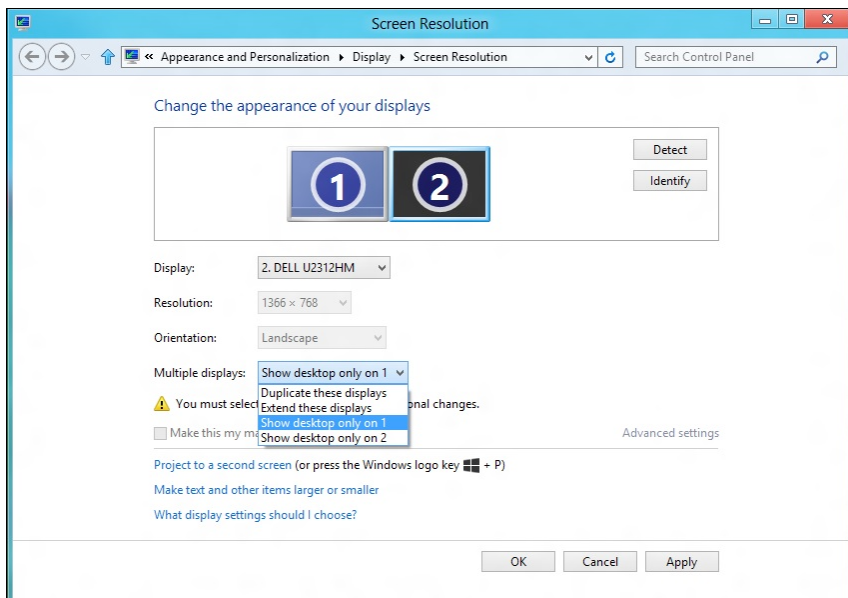 Screen Resolution
« Appearance and Personalization ▸ Display ▸ Screen Resolution
Search Control Panel
Change the appearance of your displays
1 2
Detect
Identify
Display: 2. DELL U2312HM
Resolution: 1366 × 768
Orientation: Landscape
Multiple displays: Show desktop only on 1
Duplicate these displays
You must selec onal changes.
Extend these displays
Show desktop only on 1
Make this my m
Show desktop only on 2
Advanced settings
Project to a second screen (or press the Windows logo key + P)
Make text and other items larger or smaller
What display settings should I choose?
OK Cancel Apply